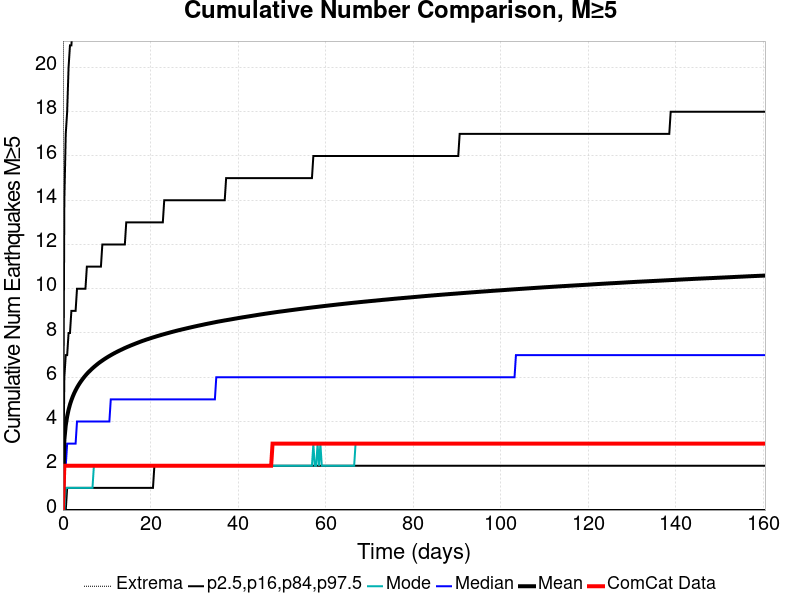 Cumulative Number Comparison, M≥5
Cumulative Num Earthquakes M≥5
20
18
16
14
12
10
8
6
4
2
0
0 20 40 60 80 100 120 140 160
Time (days)
Extrema p2.5,p16,p84,p97.5 Mode Median Mean ComCat Data